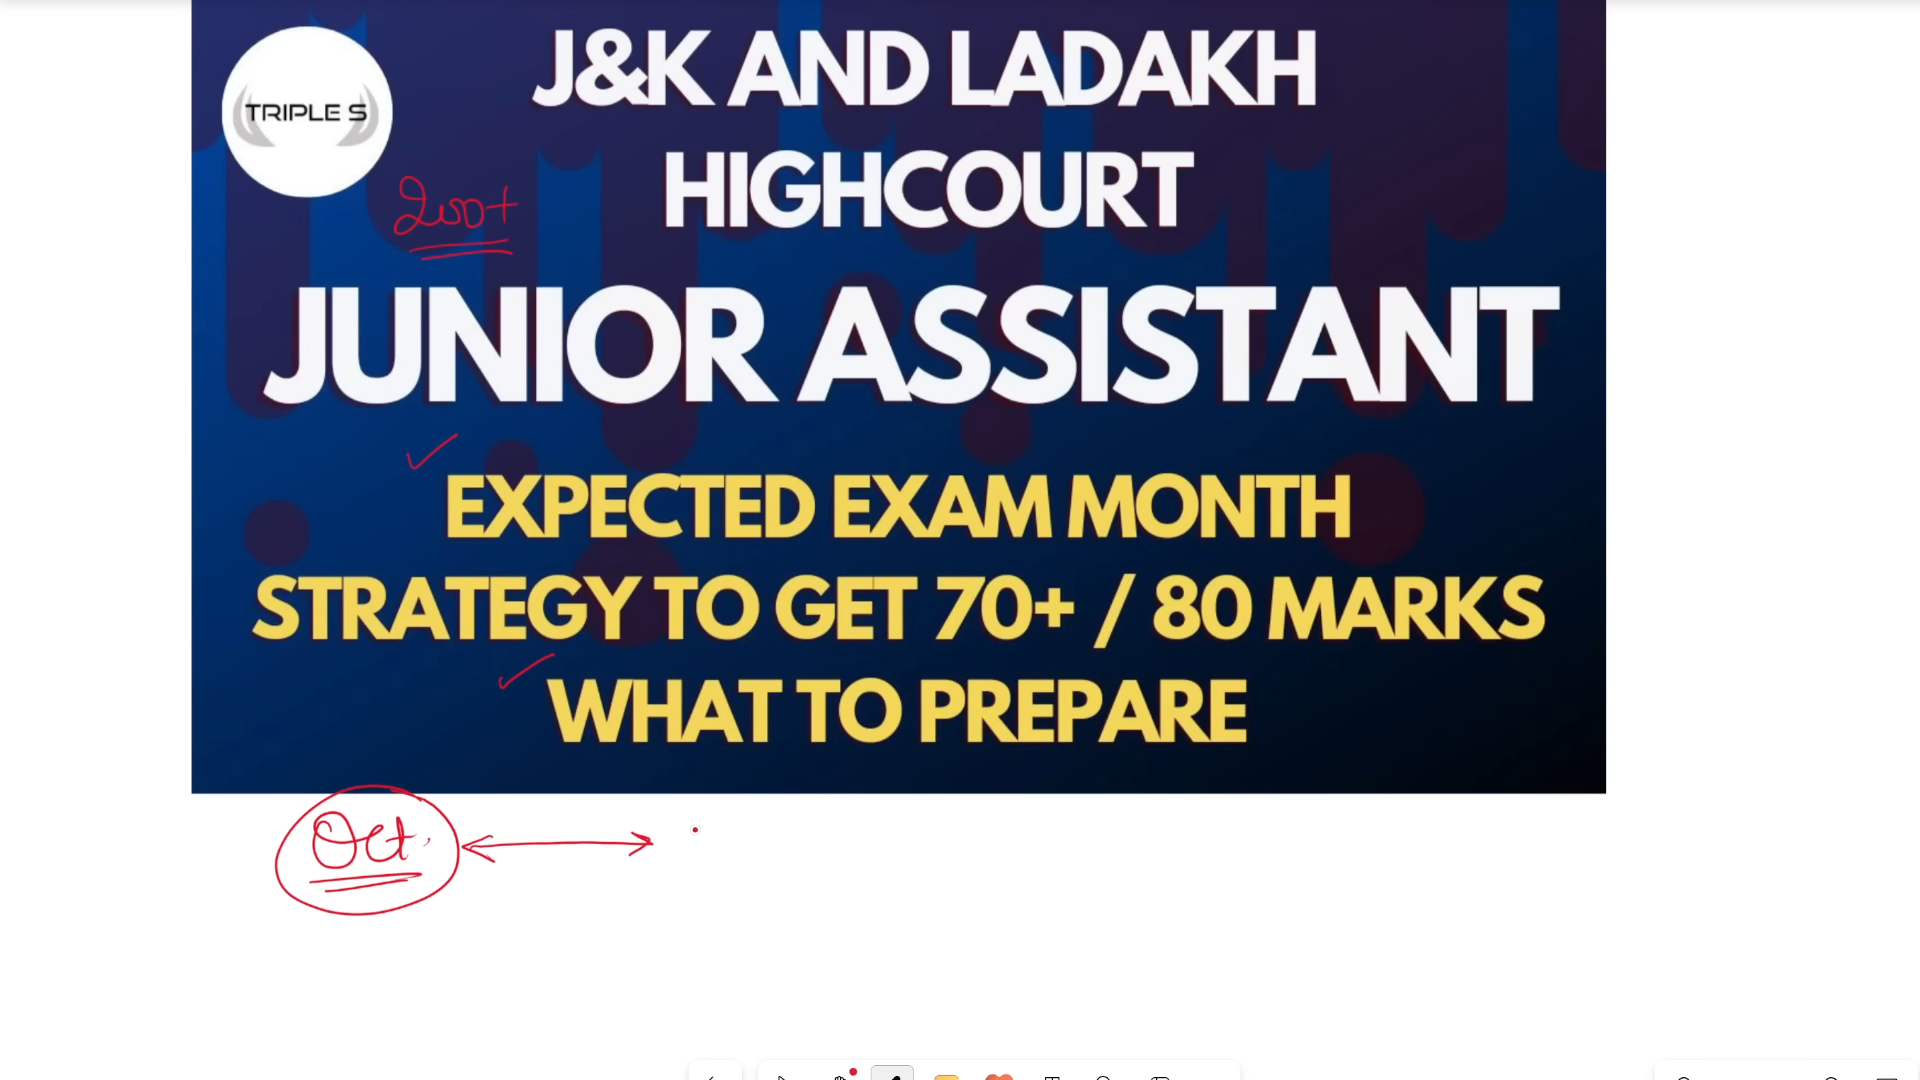 J&K AND LADAKH
TRIPLE S
HIGHCOURT
200+
JUNIOR ASSISTANT
EXPECTED EXAM MONTH
STRATEGY TO GET 70+ / 80 MARKS
WHAT TO PREPARE
Oct.